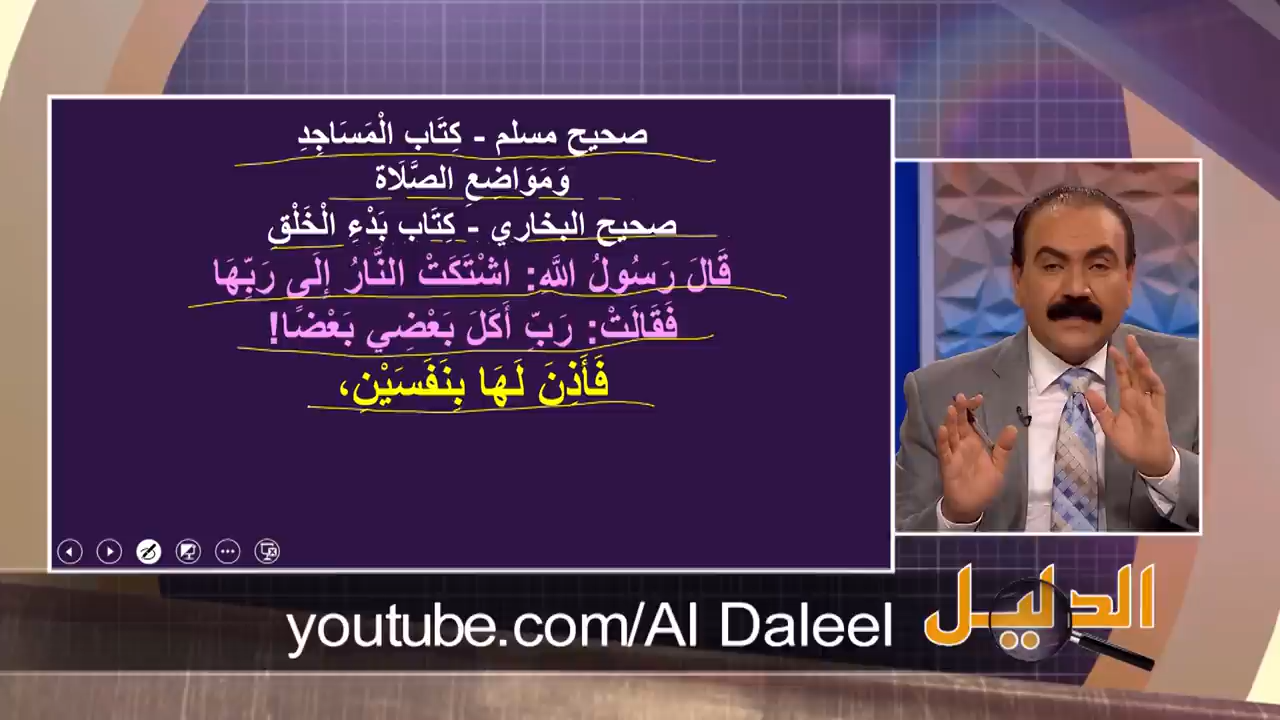 صحيح مسلم - كِتَاب الْمَسَاجِدِ
وَمَوَاضِعِ الصَّلَاة
صحيح البخاري - كِتَاب بَدْءِ الْخَلْقِ
قَالَ رَسُولُ اللَّهِ: اشْتَكَتْ النَّارُ إِلَى رَبِّهَا
فَقَالَتْ: رَبِّ أَكَلَ بَعْضِي بَعْضًا!
فَأَذِنَ لَهَا بِنَفَسَيْنِ،
youtube.com/Al Daleel
الدليل